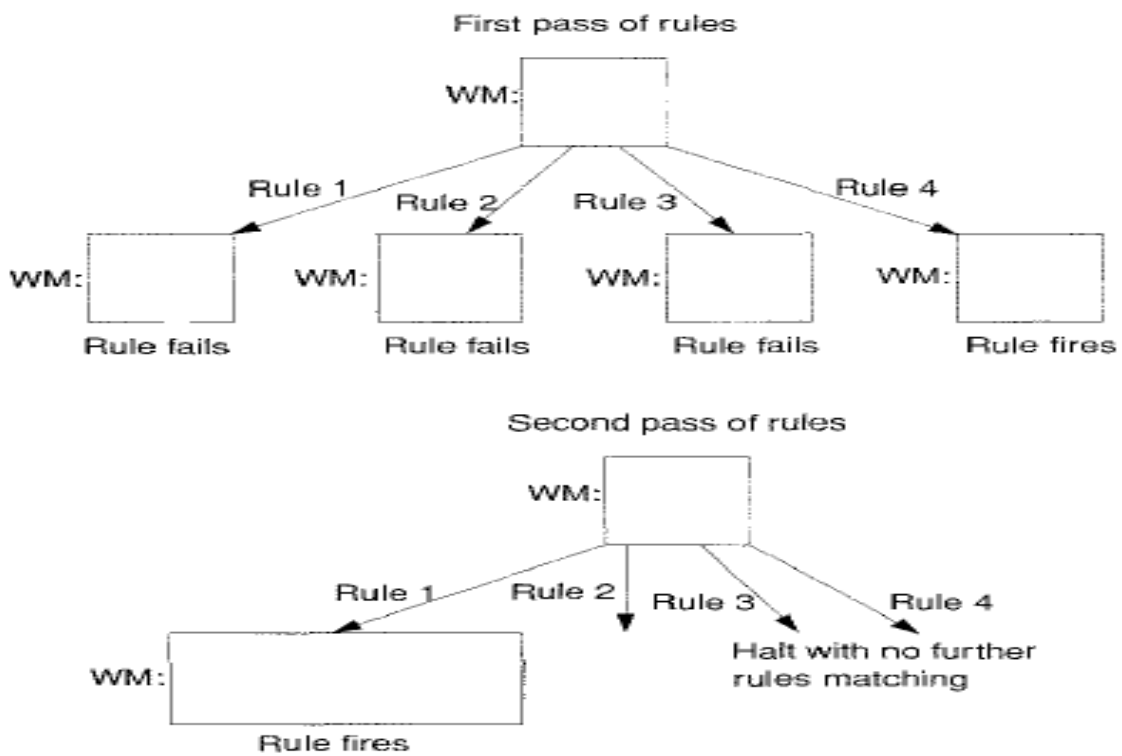 First pass of rules
WM:
Rule 1
Rule 2
Rule 3
Rule 4
WM:
WM:
WM:
WM:
Rule fails
Rule fails
Rule fails
Rule fires
Second pass of rules
WM:
Rule 1
Rule 2
Rule 3
Rule 4
WM:
Halt with no further
rules matching
Rule fires